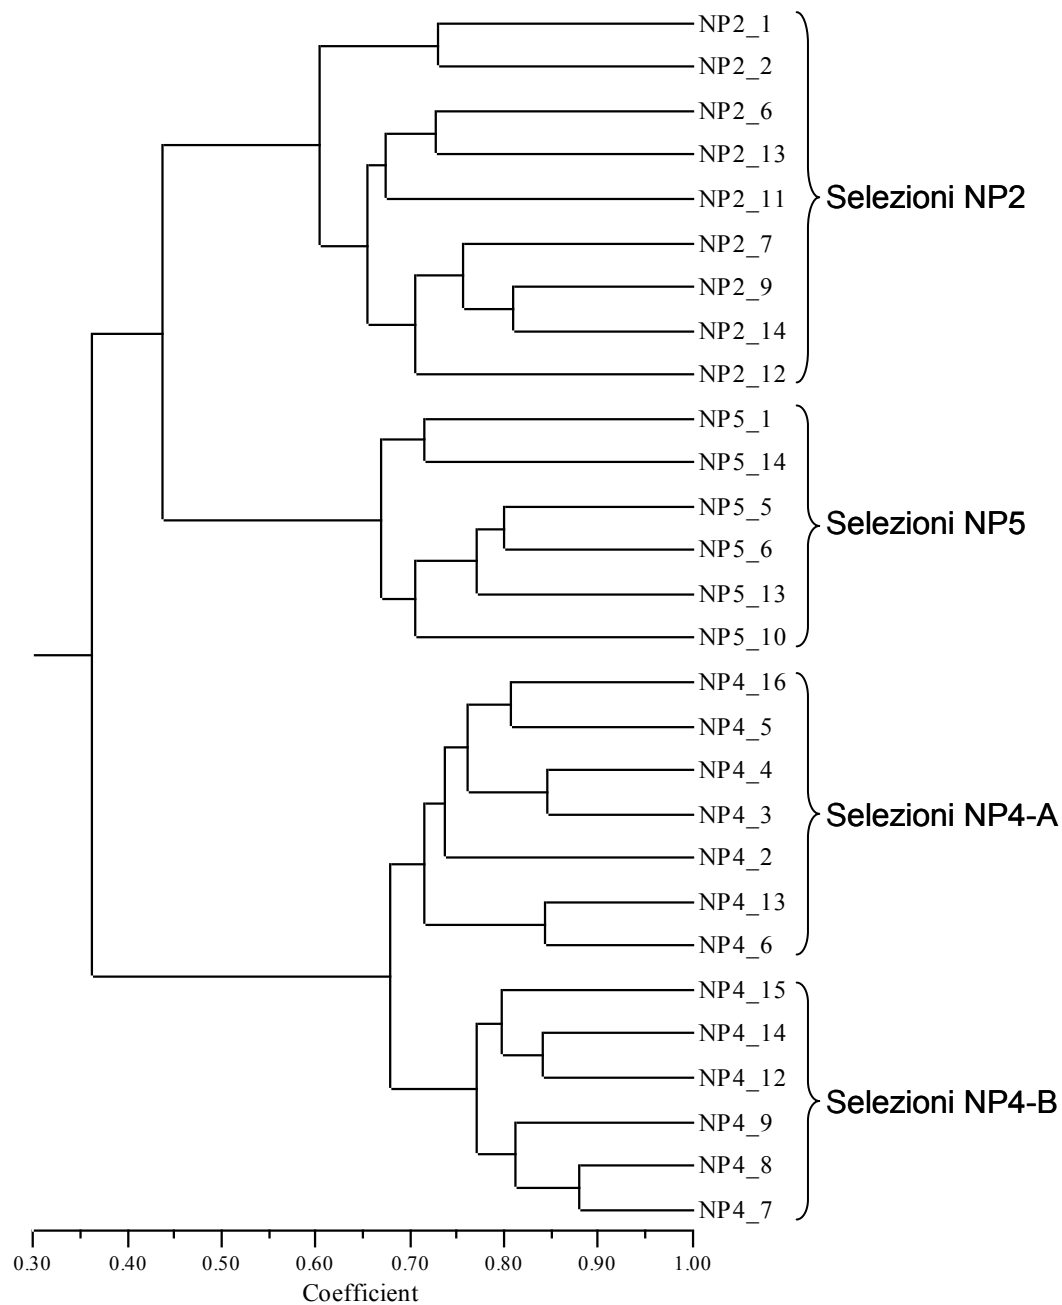 NP2_1
NP2_2
NP2_6
NP2_13
NP2_11
Selezioni NP2
NP2_7
NP2_9
NP2_14
NP2_12
NP5_1
NP5_14
NP5_5
Selezioni NP5
NP5_6
NP5_13
NP5_10
NP4_16
NP4_5
NP4_4
NP4_3
Selezioni NP4-A
NP4_2
NP4_13
NP4_6
NP4_15
NP4_14
NP4_12
Selezioni NP4-B
NP4_9
NP4_8
NP4_7
0.30 0.40 0.50 0.60 0.70 0.80 0.90 1.00
Coefficient